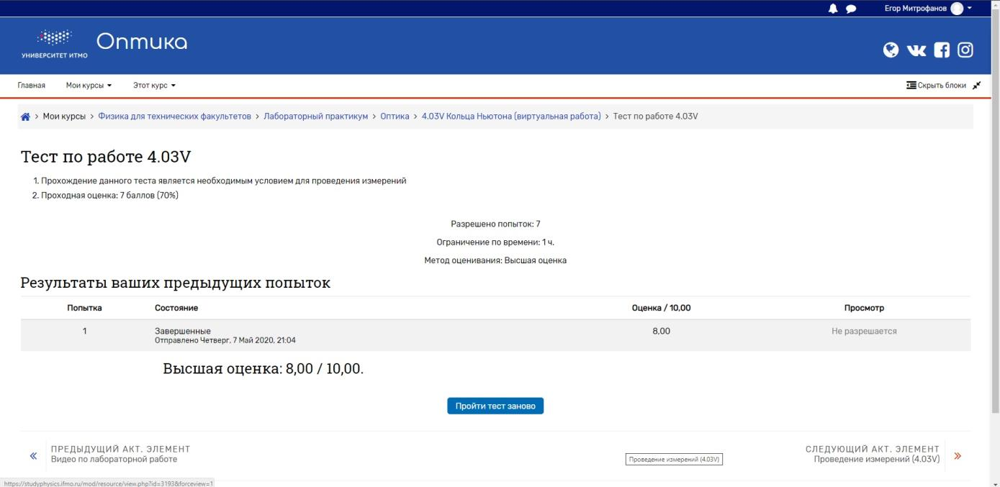 Егор Митрофанов
УНИВЕРСИТЕТ ИТМО
Оптика
Главная Мои курсы Этот курс Скрыть блоки
> Мои курсы > Физика для технических факультетов > Лабораторный практикум > Оптика > 4.03V Кольца Ньютона (виртуальная работа) > Тест по работе 4.03V
Тест по работе 4.03V
1. Прохождение данного теста является необходимым условием для проведения измерений
2. Проходная оценка: 7 баллов (70%)
Разрешено попыток: 7
Ограничение по времени: 1 ч.
Метод оценивания: Высшая оценка
Результаты ваших предыдущих попыток
Попытка Состояние Оценка / 10,00 Просмотр
1 Завершенные 8,00 Не разрешается
Отправлено Четверг, 7 Май 2020, 21:04
Высшая оценка: 8,00 / 10,00.
Пройти тест заново
ПРЕДЫДУЩИЙ АКТ. ЭЛЕМЕНТ
Видео по лабораторной работе
Проведение измерений (4.03V)
СЛЕДУЮЩИЙ АКТ. ЭЛЕМЕНТ
Проведение измерений (4.03V)
https://studyphysics.ifmo.ru/mod/resource/view.php?id=3193&forceview=1